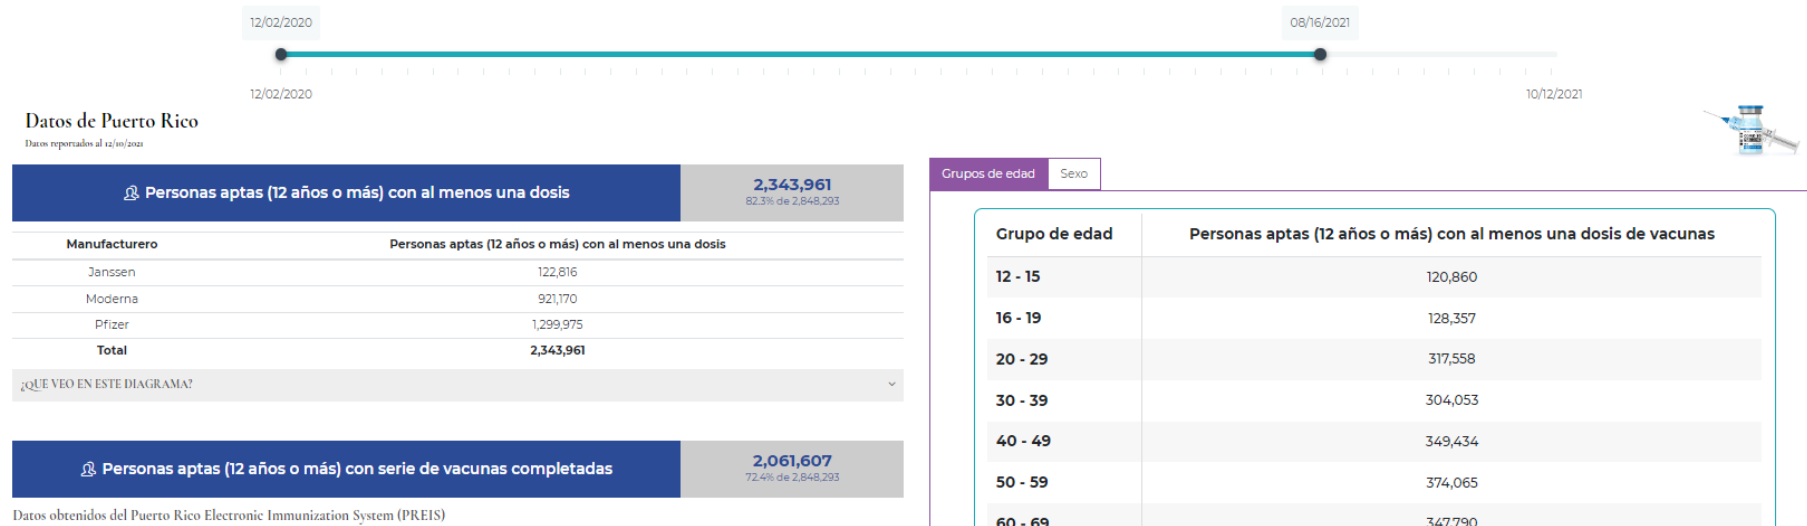 12/02/2020
08/16/2021
12/02/2020
10/12/2021
Datos de Puerto Rico
Datos reportados al 12/10/2021
Personas aptas (12 años o más) con al menos una dosis
2,343,961
82.3% de 2,848,293
Manufacturero Personas aptas (12 años o más) con al menos una dosis
Janssen 122,816
Moderna 921,170
Pfizer 1,299,975
Total 2,343,961
¿QUE VEO EN ESTE DIAGRAMA?
Personas aptas (12 años o más) con serie de vacunas completadas
2,061,607
72.4% de 2,848,293
Datos obtenidos del Puerto Rico Electronic Immunization System (PREIS)
Grupos de edad Sexo
Grupo de edad Personas aptas (12 años o más) con al menos una dosis de vacunas
12 - 15 120,860
16 - 19 128,357
20 - 29 317,558
30 - 39 304,053
40 - 49 349,434
50 - 59 374,065
60 - 69 347,790